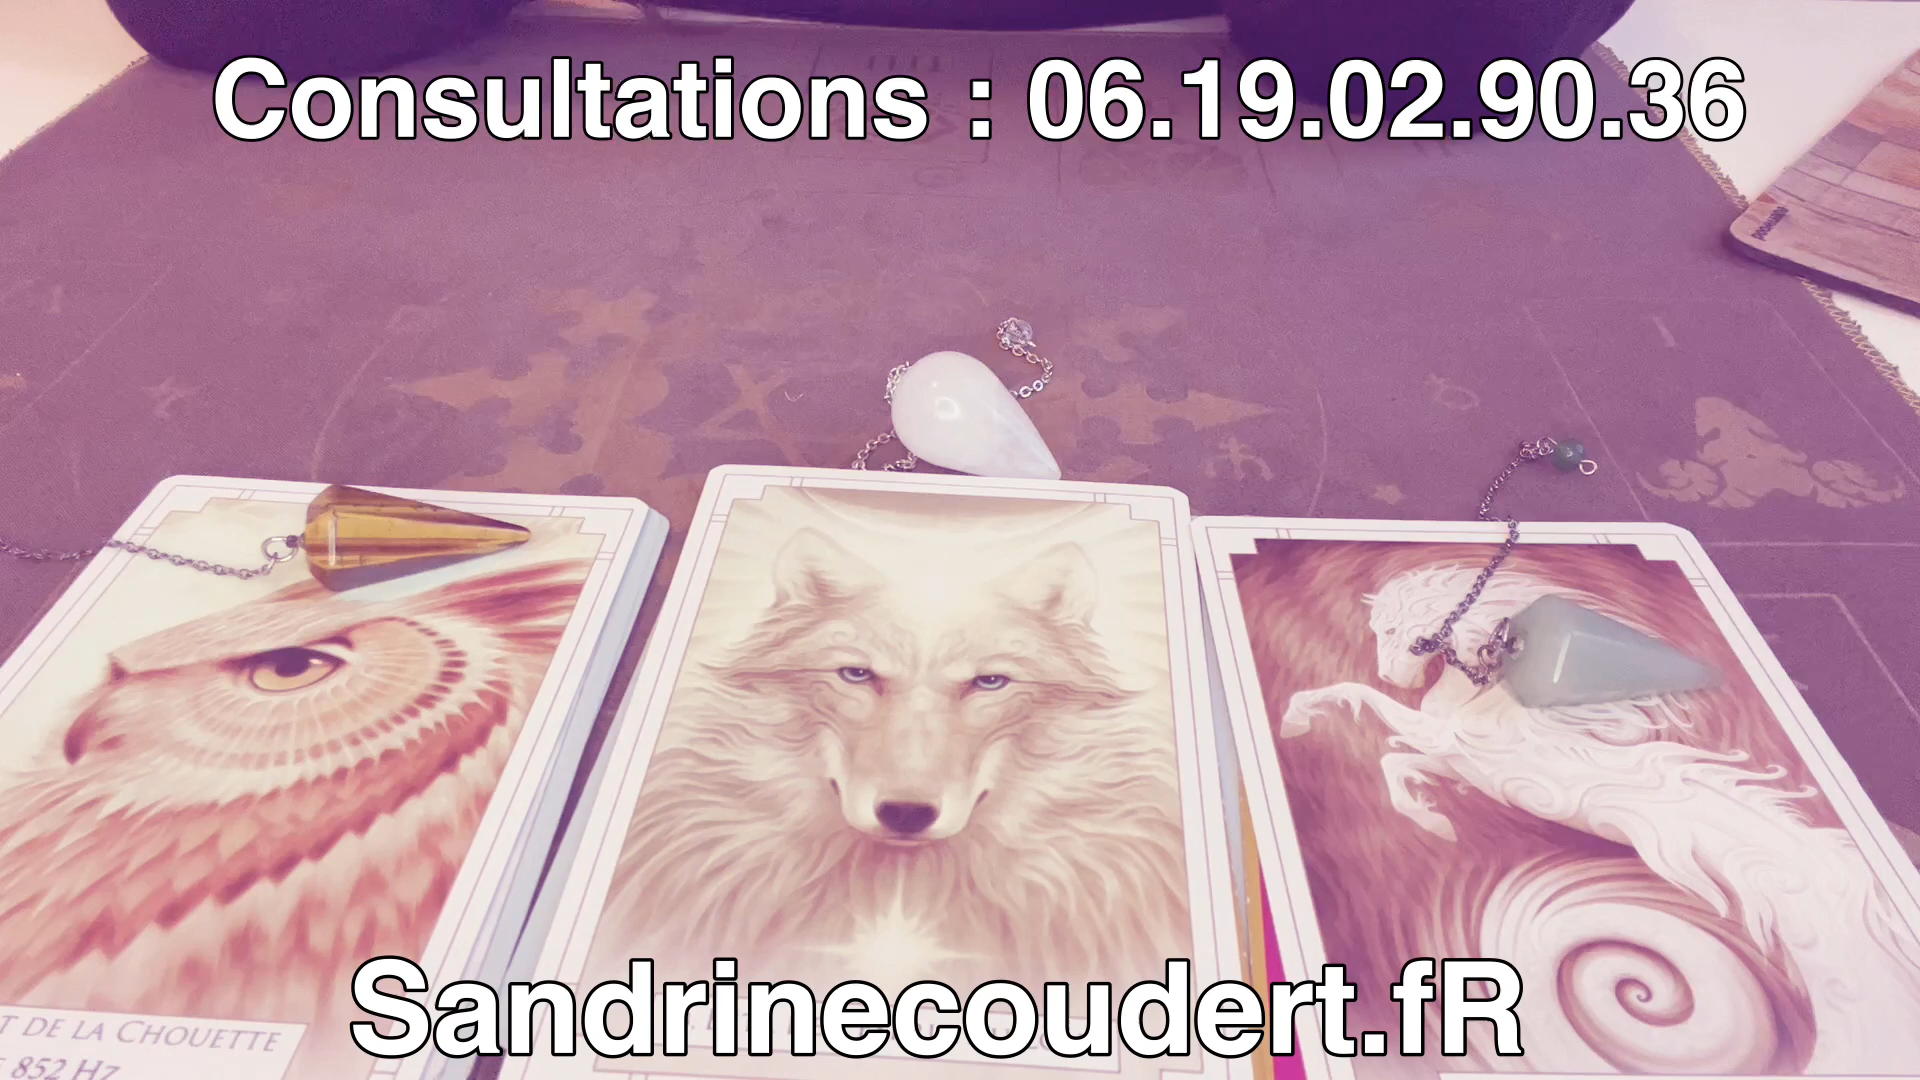 Consultations : 06.19.02.90.36
T DE LA CHOUETTE
852 Hz
Sandrinecoudert.fR